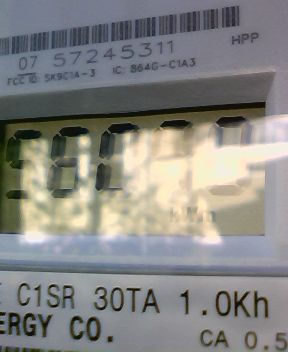 HPP
07 57245311
FCC ID: SK9C1A-3 IC: 864G-C1A3
kWh
C1SR 30TA 1.0Kh
ERGY CO.
CA 0.5